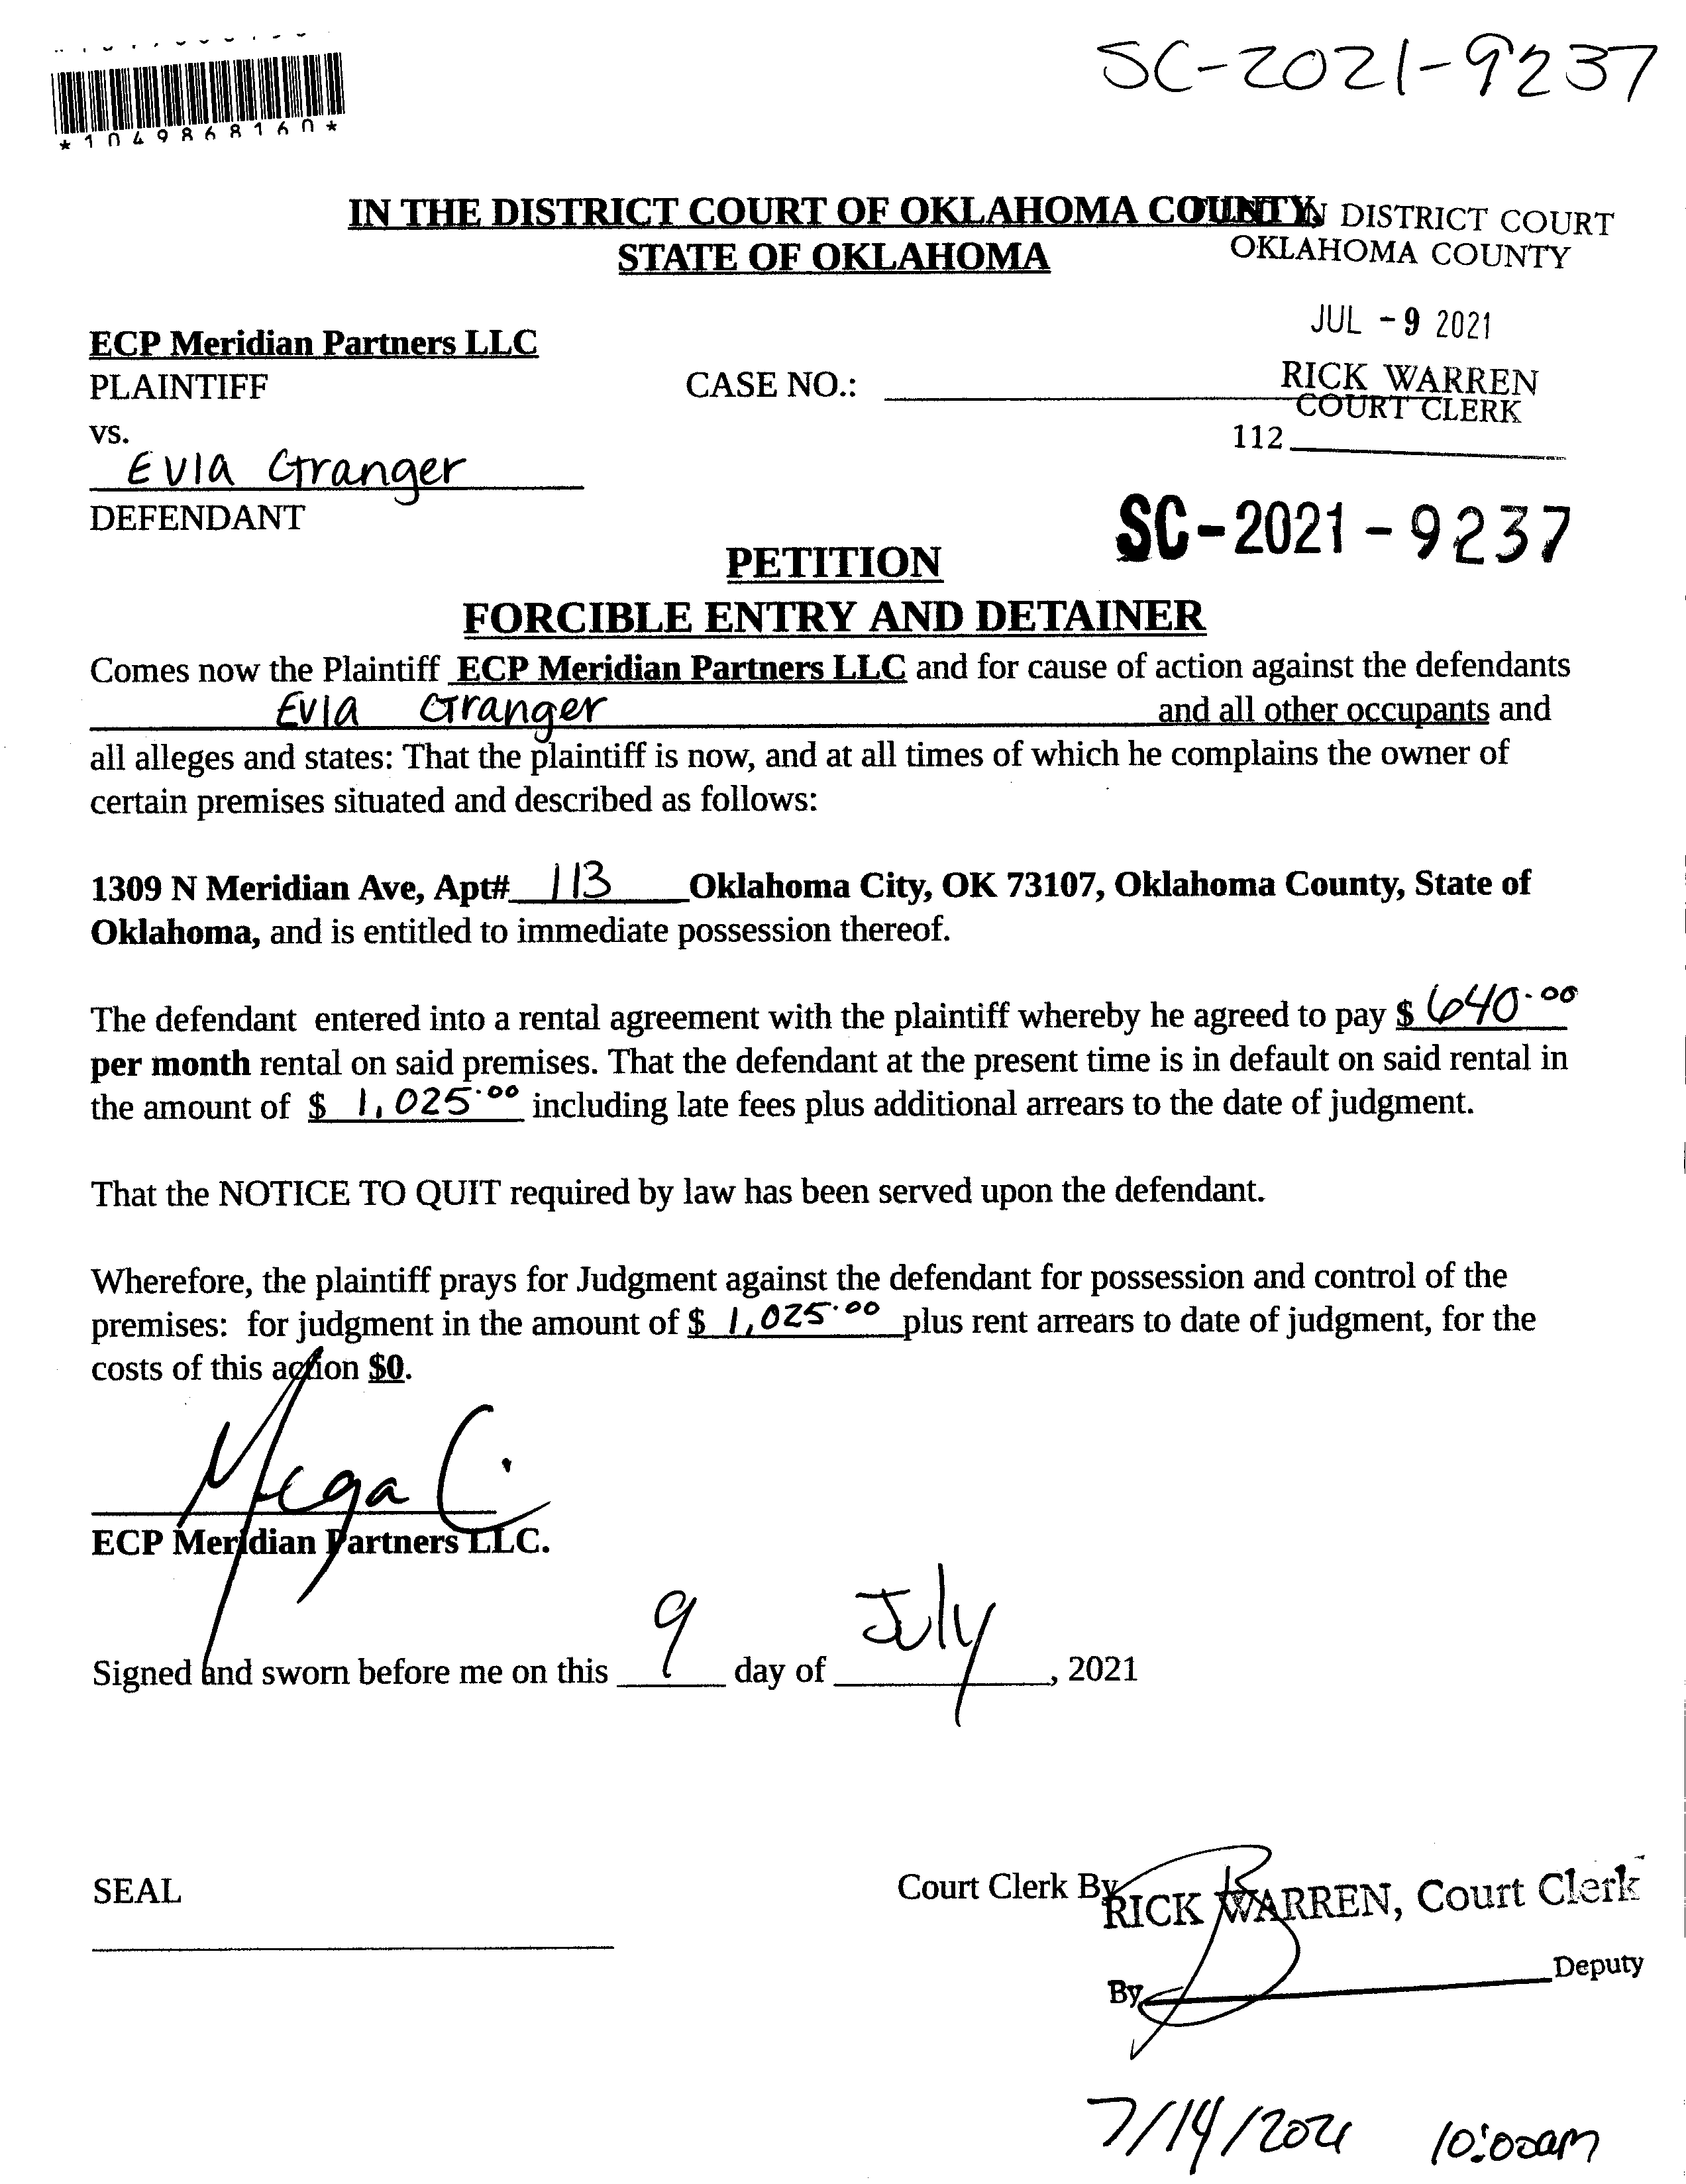 SC-2021-9237
*1049868160*
IN THE DISTRICT COURT OF OKLAHOMA COUNTY,
STATE OF OKLAHOMA
FILED IN DISTRICT COURT
OKLAHOMA COUNTY
JUL - 9 2021
RICK WARREN
COURT CLERK
112
ECP Meridian Partners LLC
PLAINTIFF
CASE NO.:
vs.
Evla Granger
DEFENDANT
SC-2021-9237
PETITION
FORCIBLE ENTRY AND DETAINER
Comes now the Plaintiff ECP Meridian Partners LLC and for cause of action against the defendants
Evla Granger and all other occupants and
all alleges and states: That the plaintiff is now, and at all times of which he complains the owner of
certain premises situated and described as follows:
1309 N Meridian Ave, Apt# 113 Oklahoma City, OK 73107, Oklahoma County, State of
Oklahoma, and is entitled to immediate possession thereof.
The defendant entered into a rental agreement with the plaintiff whereby he agreed to pay $ 640.00
per month rental on said premises. That the defendant at the present time is in default on said rental in
the amount of $ 1,025.00 including late fees plus additional arrears to the date of judgment.
That the NOTICE TO QUIT required by law has been served upon the defendant.
Wherefore, the plaintiff prays for Judgment against the defendant for possession and control of the
premises: for judgment in the amount of $ 1,025.00 plus rent arrears to date of judgment, for the
costs of this action $0.
ECP Meridian Partners LLC.
Signed and sworn before me on this 9 day of July, 2021
SEAL
Court Clerk By
RICK WARREN, Court Clerk
By Deputy
7/14/2021 10:00am